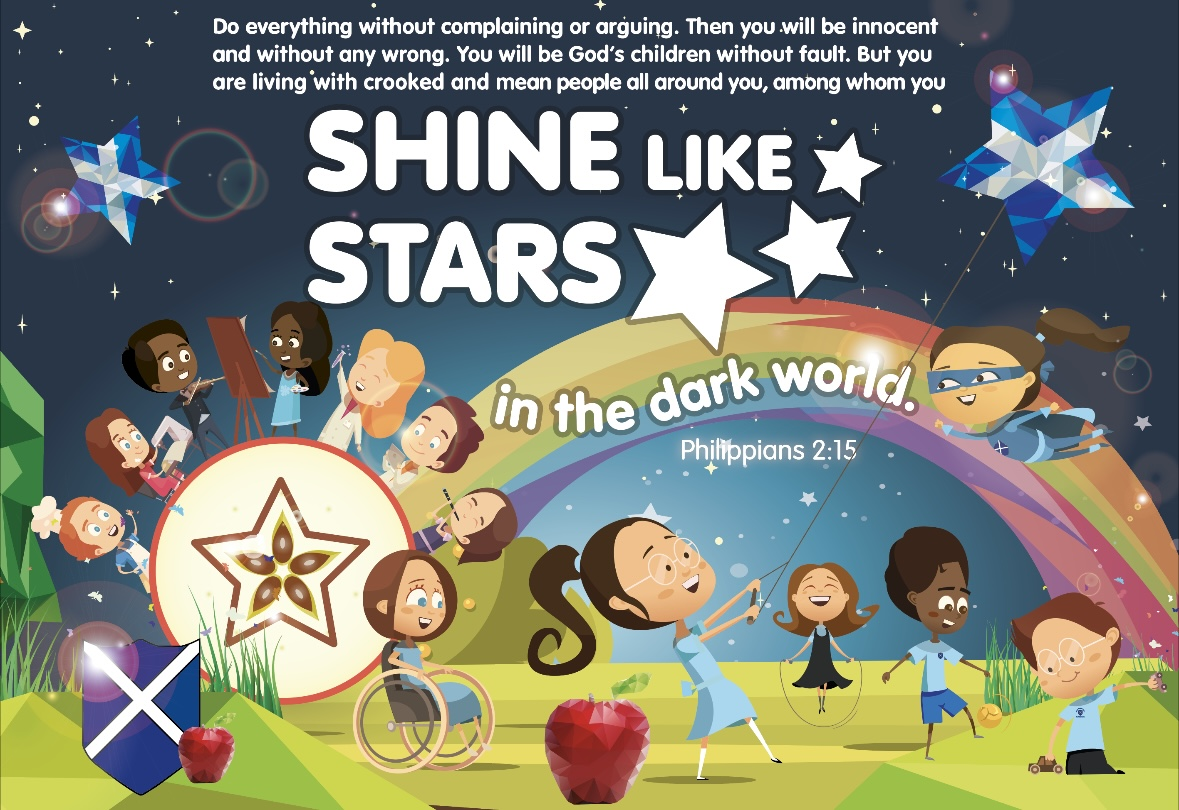 Do everything without complaining or arguing. Then you will be innocent
and without any wrong. You will be God's children without fault. But you
are living with crooked and mean people all around you, among whom you
SHINE LIKE
STARS
in the dark world.
Philippians 2:15